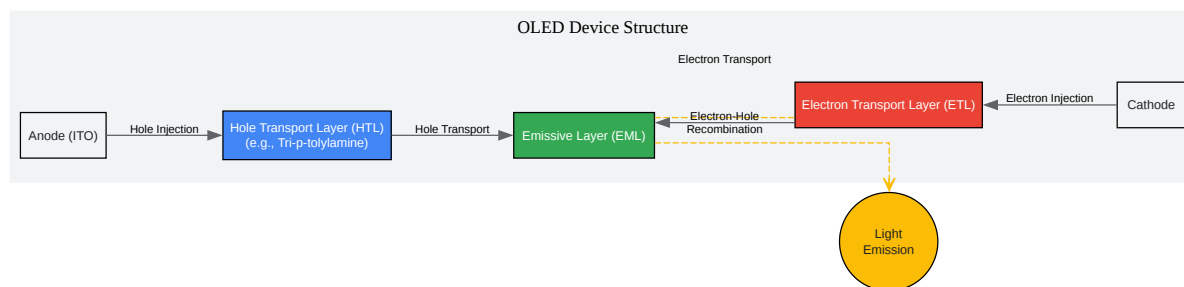 OLED Device Structure
Electron Transport
Anode (ITO)
Hole Injection
Hole Transport Layer (HTL)
(e.g., Tri-p-tolylamine)
Hole Transport
Emissive Layer (EML)
Electron-Hole
Recombination
Electron Transport Layer (ETL)
Electron Injection
Cathode
Light
Emission